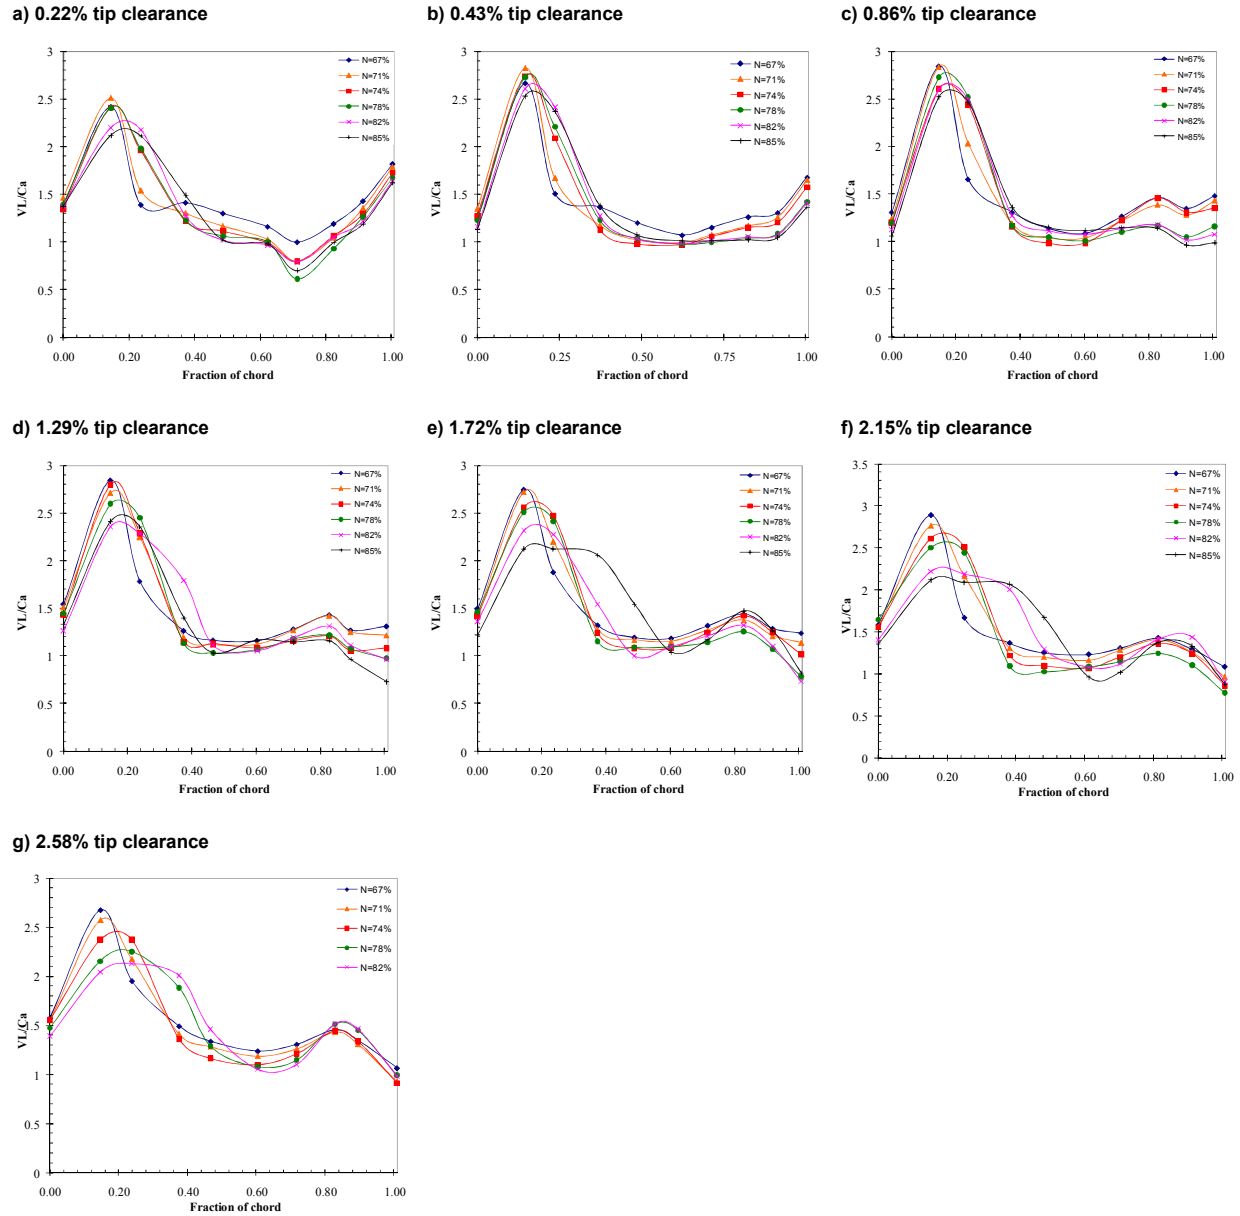 a) 0.22% tip clearance
3
2.5
2
1.5
1
0.5
0
VL/Ca
0.00
0.20
0.40
0.60
0.80
1.00
Fraction of chord
N=67%
N=71%
N=74%
N=78%
N=82%
N=85%
b) 0.43% tip clearance
3
2.5
2
1.5
1
0.5
0
VL/Ca
0.00
0.25
0.50
0.75
1.00
Fraction of chord
N=67%
N=71%
N=74%
N=78%
N=82%
N=85%
c) 0.86% tip clearance
3
2.5
2
1.5
1
0.5
0
VL/Ca
0.00
0.20
0.40
0.60
0.80
1.00
Fraction of chord
N=67%
N=71%
N=74%
N=78%
N=82%
N=85%
d) 1.29% tip clearance
3
2.5
2
1.5
1
0.5
0
VL/Ca
0.00
0.20
0.40
0.60
0.80
1.00
Fraction of chord
N=67%
N=71%
N=74%
N=78%
N=82%
N=85%
e) 1.72% tip clearance
3
2.5
2
1.5
1
0.5
0
VL/Ca
0.00
0.20
0.40
0.60
0.80
1.00
Fraction of chord
N=67%
N=71%
N=74%
N=78%
N=82%
N=85%
f) 2.15% tip clearance
3.5
3
2.5
2
1.5
1
0.5
0
VL/Ca
0.00
0.20
0.40
0.60
0.80
1.00
Fraction of chord
N=67%
N=71%
N=74%
N=78%
N=82%
N=85%
g) 2.58% tip clearance
3
2.5
2
1.5
1
0.5
0
VL/Ca
0.00
0.20
0.40
0.60
0.80
1.00
Fraction of chord
N=67%
N=71%
N=74%
N=78%
N=82%